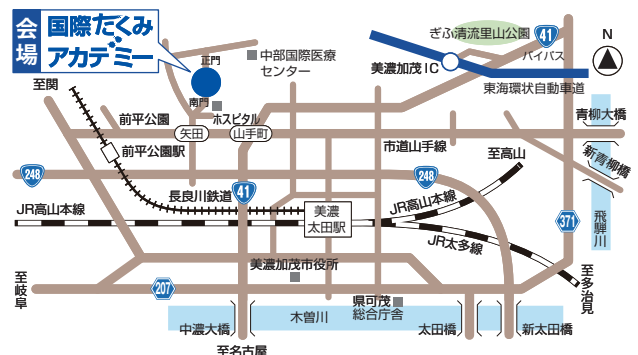 会場
国際たくみ
アカデミー
正門
南門
中部国際医療
センター
ぎふ清流里山公園
41
バイパス
N
美濃加茂IC
東海環状自動車道
至関
ホスピタル
前平公園
矢田
山手町
青柳大橋
前平公園駅
市道山手線
新青柳橋
至高山
248
長良川鉄道
41
248
JR高山本線
美濃
太田駅
JR高山本線
371
飛騨川
JR太多線
美濃加茂市役所
至岐阜
207
県可茂
総合庁舎
至多治見
中濃大橋
木曽川
太田橋
新太田橋
至名古屋